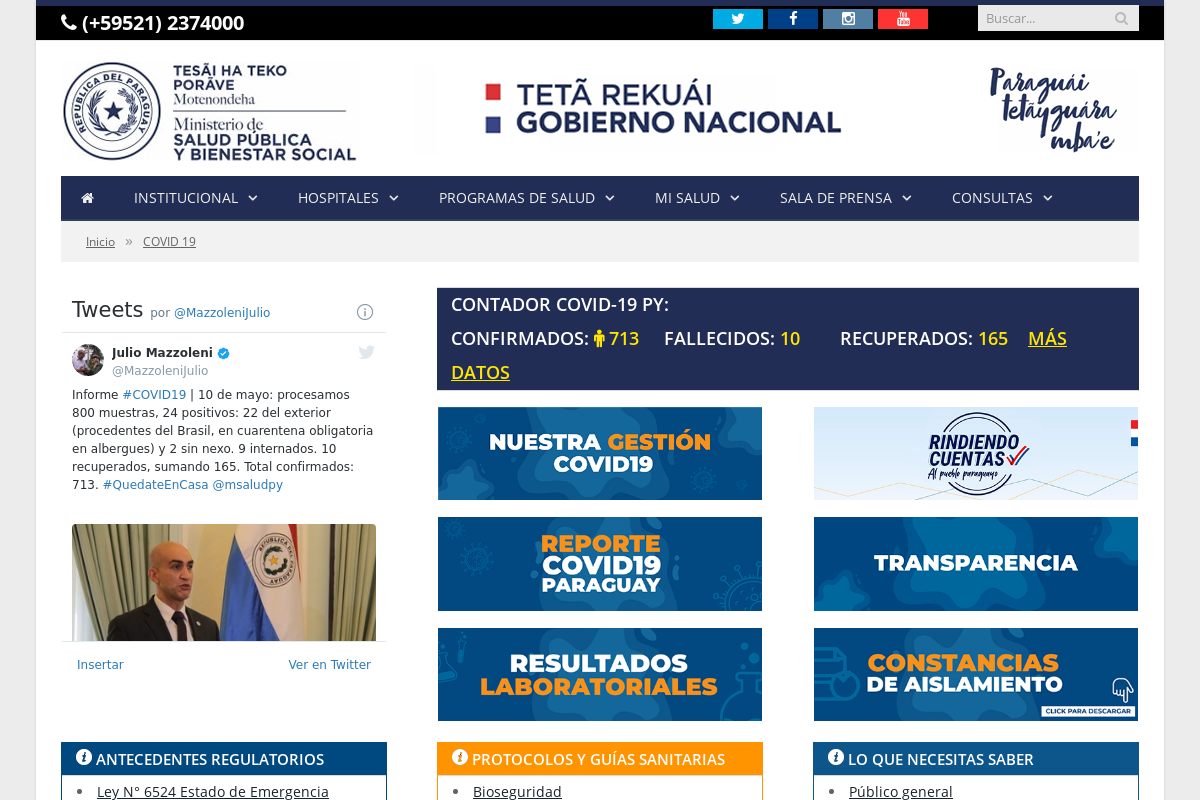 (+59521) 2374000
Buscar...
REPUBLICA DEL PARAGUAY
TESÃI HA TEKO
PORÃVE
Motenondeha
Ministerio de
SALUD PÚBLICA
Y BIENESTAR SOCIAL
TETÃ REKUÁI
GOBIERNO NACIONAL
Paraguái
tetãyguára
mba'e
INSTITUCIONAL
HOSPITALES
PROGRAMAS DE SALUD
MI SALUD
SALA DE PRENSA
CONSULTAS
Inicio » COVID 19
Tweets por @MazzoleniJulio
Julio Mazzoleni
@MazzoleniJulio
Informe #COVID19 | 10 de mayo: procesamos
800 muestras, 24 positivos: 22 del exterior
(procedentes del Brasil, en cuarentena obligatoria
en albergues) y 2 sin nexo. 9 internados. 10
recuperados, sumando 165. Total confirmados:
713. #QuedateEnCasa @msaludpy
Insertar
Ver en Twitter
CONTADOR COVID-19 PY:
CONFIRMADOS: 713 FALLECIDOS: 10 RECUPERADOS: 165 MÁS
DATOS
NUESTRA GESTIÓN
COVID19
RINDIENDO
CUENTAS
Al pueblo paraguayo
REPORTE
COVID19
PARAGUAY
TRANSPARENCIA
RESULTADOS
LABORATORIALES
CONSTANCIAS
DE AISLAMIENTO
CLICK PARA DESCARGAR
ANTECEDENTES REGULATORIOS
Ley N° 6524 Estado de Emergencia
PROTOCOLOS Y GUÍAS SANITARIAS
Bioseguridad
LO QUE NECESITAS SABER
Público general